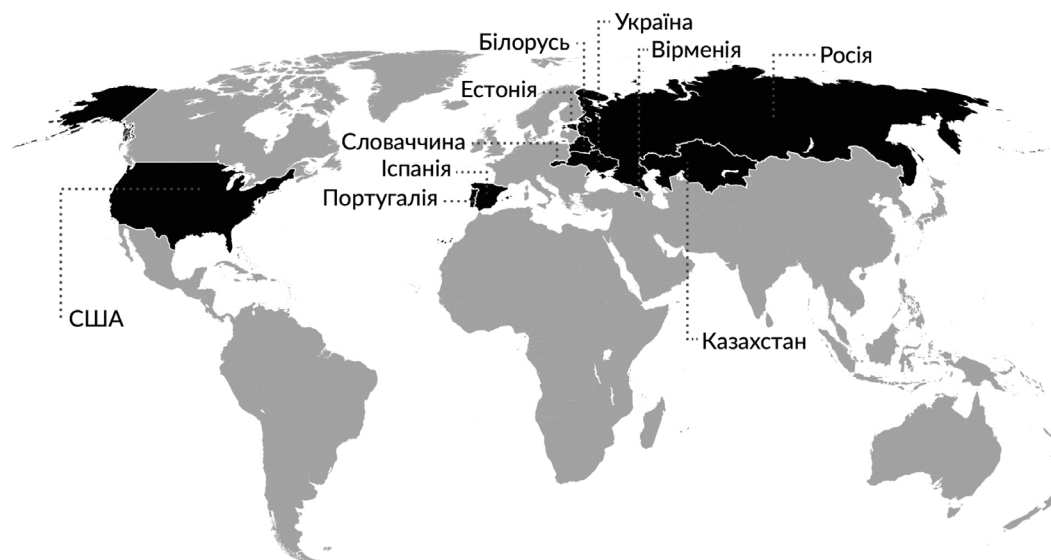 Україна
Білорусь
Вірменія
Росія
Естонія
Словаччина
Іспанія
Португалія
США
Казахстан